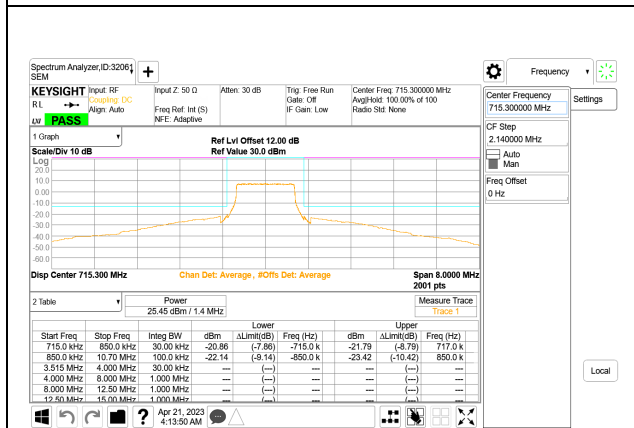 Spectrum Analyzer,ID:32061
SEM
+
Frequency
KEYSIGHT Input: RF Input Z: 50 Ω Atten: 30 dB Trig: Free Run Center Freq: 715.300000 MHz
R L Coupling: DC Gate: Off Avg|Hold: 100.00% of 100
Align: Auto Freq Ref: Int (S) IF Gain: Low Radio Std: None
LXI PASS NFE: Adaptive
Center Frequency
715.300000 MHz
Settings
CF Step
2.140000 MHz
Auto
Man
Freq Offset
0 Hz
1 Graph
Ref Lvl Offset 12.00 dB
Scale/Div 10 dB Ref Value 30.0 dBm
Log
20.0
10.0
0.00
-10.0
-20.0
-30.0
-40.0
-50.0
-60.0
Disp Center 715.300 MHz Chan Det: Average, #Offs Det: Average Span 8.0000 MHz
2001 pts
2 Table Power Measure Trace
25.45 dBm / 1.4 MHz Trace 1
Lower Upper
Start Freq Stop Freq Integ BW dBm ΔLimit(dB) Freq (Hz) dBm ΔLimit(dB) Freq (Hz)
715.0 kHz 850.0 kHz 30.00 kHz -20.86 (-7.86) -715.0 k -21.79 (-8.79) 717.0 k
850.0 kHz 10.70 MHz 100.0 kHz -22.14 (-9.14) -850.0 k -23.42 (-10.42) 850.0 k
3.515 MHz 4.000 MHz 30.00 kHz --- (---) --- (---)
4.000 MHz 8.000 MHz 1.000 MHz --- (---) --- (---)
8.000 MHz 12.50 MHz 1.000 MHz --- (---) --- (---)
12.50 MHz 15.00 MHz 1.000 MHz --- (---) --- (---)
Local
? Apr 21, 2023
4:13:50 AM